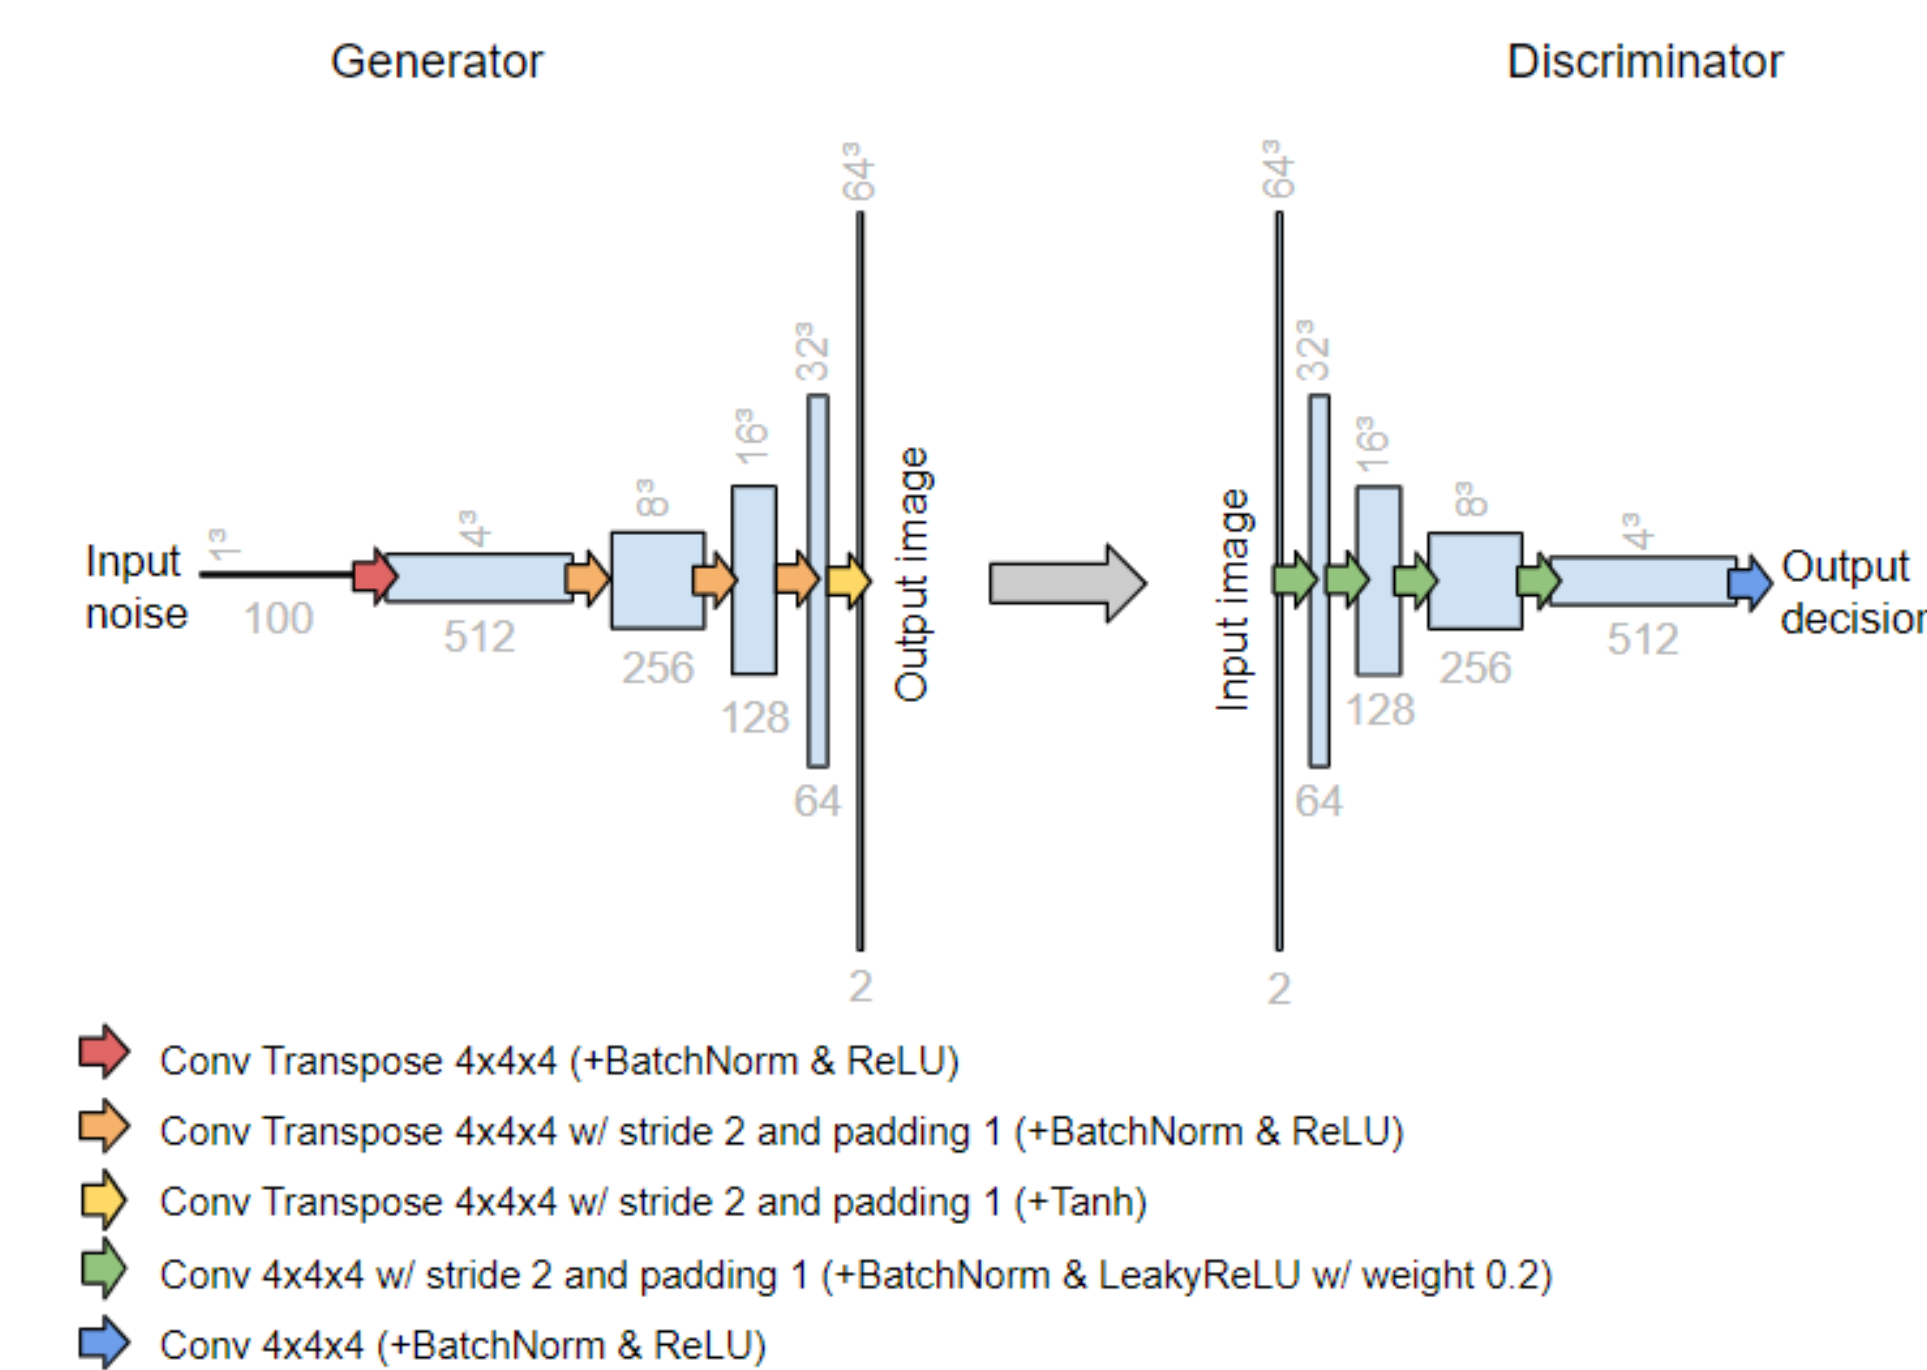 Generator
Discriminator
64³
64³
32³
32³
16³
16³
8³
8³
4³
4³
1³
Input
noise
100
512
256
128
64
2
Output image
Input image
2
64
128
256
512
Output
decision
Conv Transpose 4x4x4 (+BatchNorm & ReLU)
Conv Transpose 4x4x4 w/ stride 2 and padding 1 (+BatchNorm & ReLU)
Conv Transpose 4x4x4 w/ stride 2 and padding 1 (+Tanh)
Conv 4x4x4 w/ stride 2 and padding 1 (+BatchNorm & LeakyReLU w/ weight 0.2)
Conv 4x4x4 (+BatchNorm & ReLU)